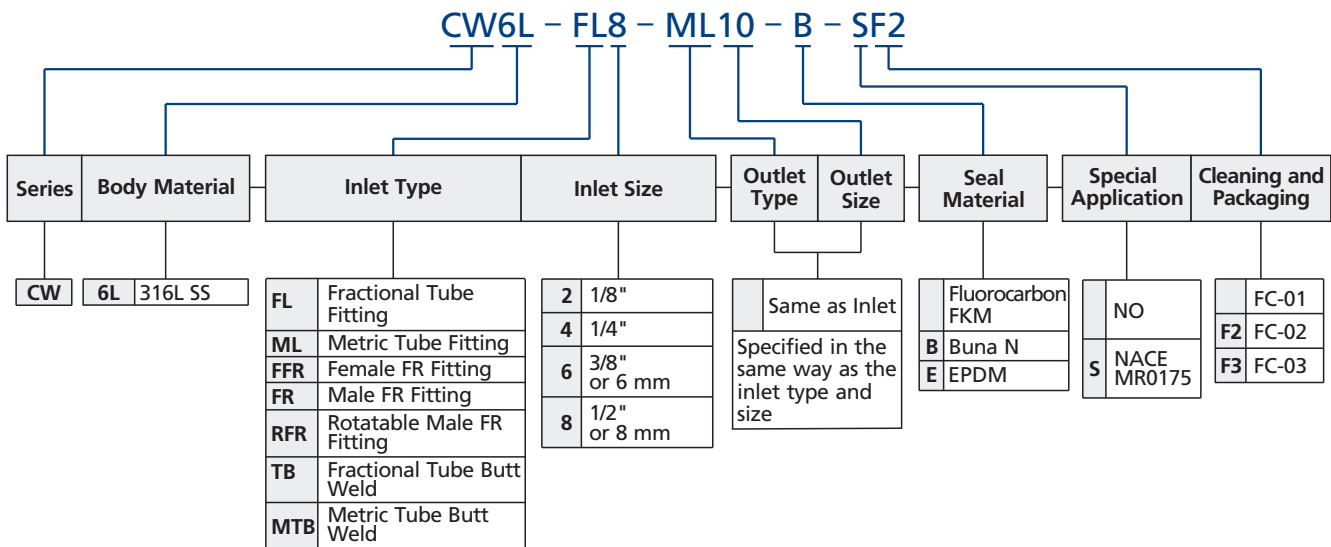 CW6L – FL8 – ML10 – B – SF2
Series
Body Material
Inlet Type
Inlet Size
Outlet
Type
Outlet
Size
Seal
Material
Special
Application
Cleaning and
Packaging
CW
6L 316L SS
FL Fractional Tube
Fitting
ML Metric Tube Fitting
FFR Female FR Fitting
FR Male FR Fitting
RFR Rotatable Male FR
Fitting
TB Fractional Tube Butt
Weld
MTB Metric Tube Butt
Weld
2 1/8"
4 1/4"
6 3/8"
or 6 mm
8 1/2"
or 8 mm
Same as Inlet
Specified in the
same way as the
inlet type and
size
Fluorocarbon
FKM
B Buna N
E EPDM
NO
S NACE
MR0175
FC-01
F2 FC-02
F3 FC-03